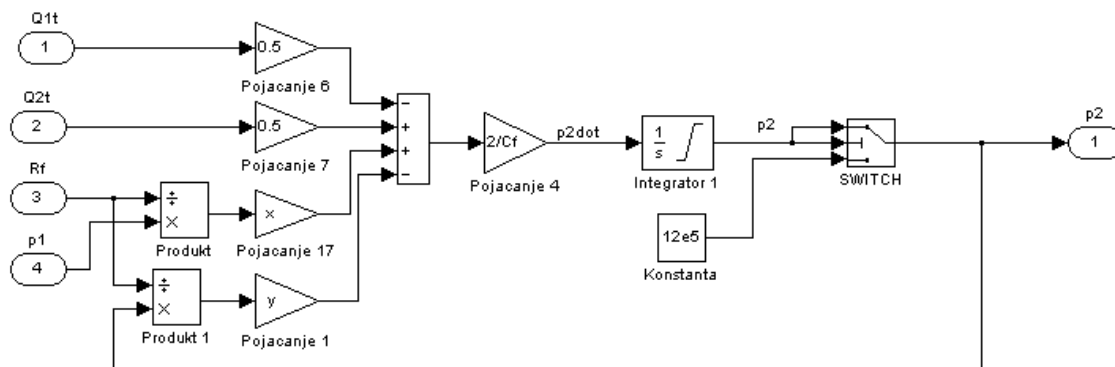 Q1t
1
0.5
Pojacanje 6
Q2t
2
0.5
Pojacanje 7
Rf
3
÷
×
Produkt
×
Pojacanje 17
p1
4
÷
×
Produkt 1
y
Pojacanje 1
−
+
+
−
2/Cf
Pojacanje 4
p2dot
1
s
Integrator 1
p2
SWITCH
12e5
Konstanta
p2
1